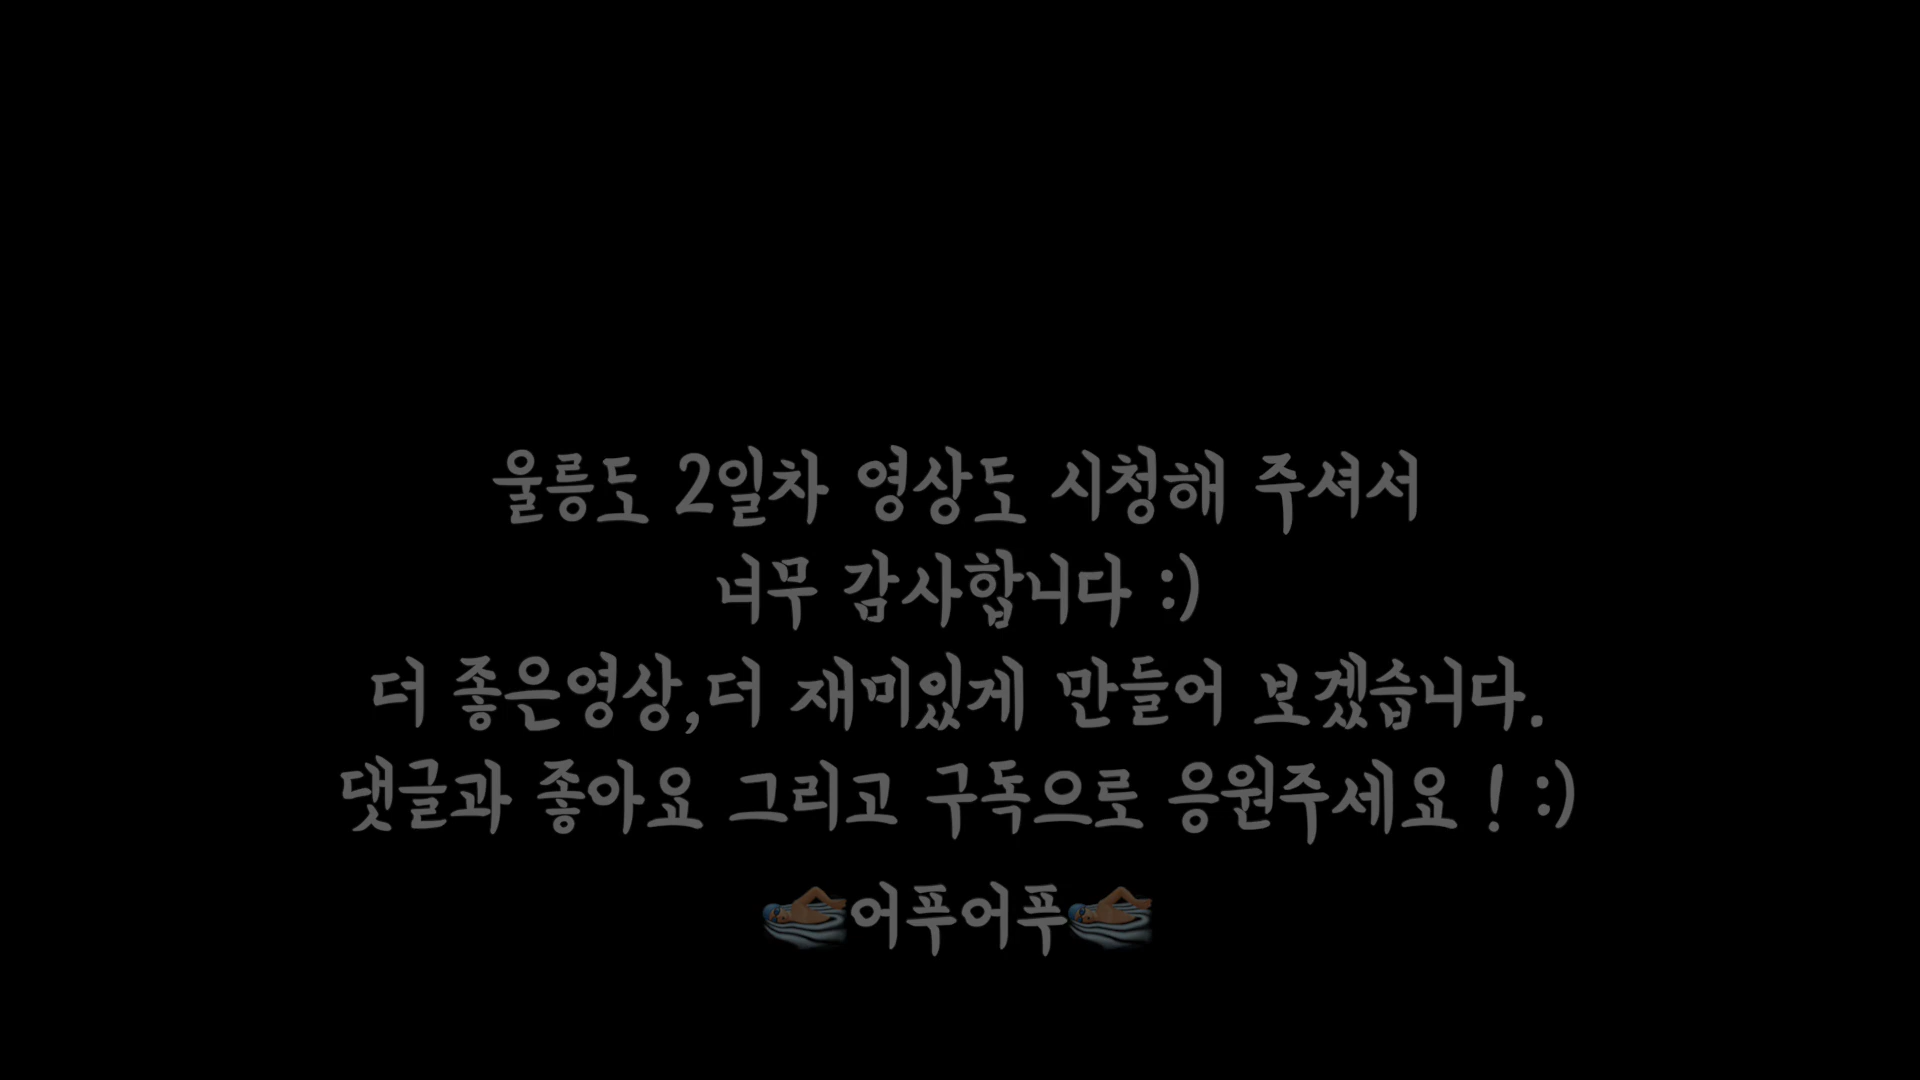 울릉도 2일차 영상도 시청해 주셔서
너무 감사합니다 :)
더 좋은영상,더 재미있게 만들어 보겠습니다.
댓글과 좋아요 그리고 구독으로 응원주세요 ! :)
🏊어푸어푸🏊